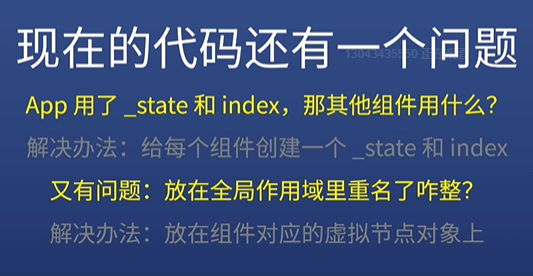 现在的代码还有一个问题
App 用了 _state 和 index，那其他组件用什么？
解决办法：给每个组件创建一个 _state 和 index
又有问题：放在全局作用域里重名了咋整？
解决办法：放在组件对应的虚拟节点对象上